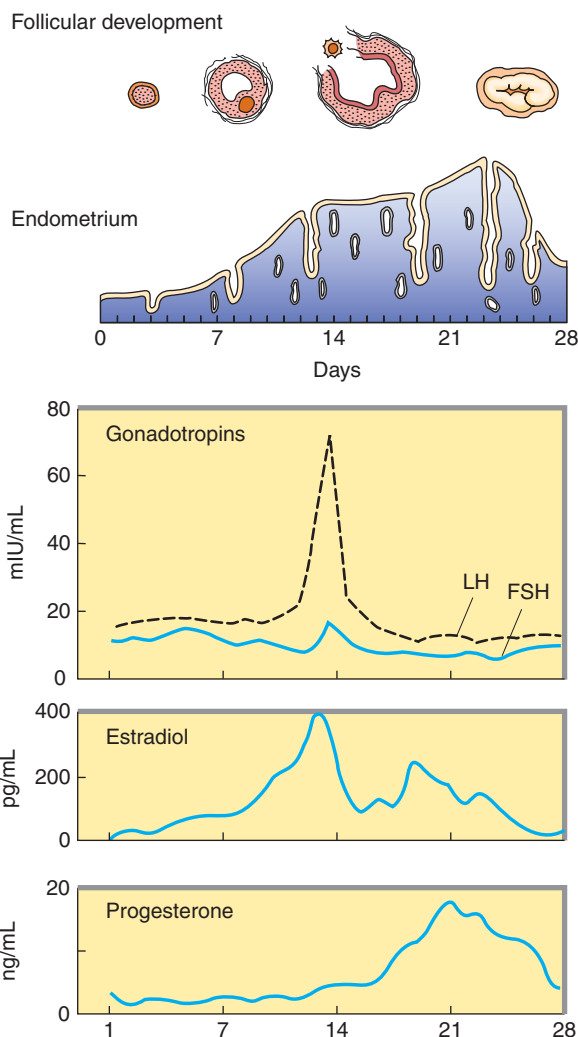 Follicular development
Endometrium
0 7 14 21 28
Days
80
Gonadotropins
60
mIU/mL
40
LH
FSH
20
0
400
Estradiol
pg/mL
200
0
20
Progesterone
ng/mL
10
0
1 7 14 21 28